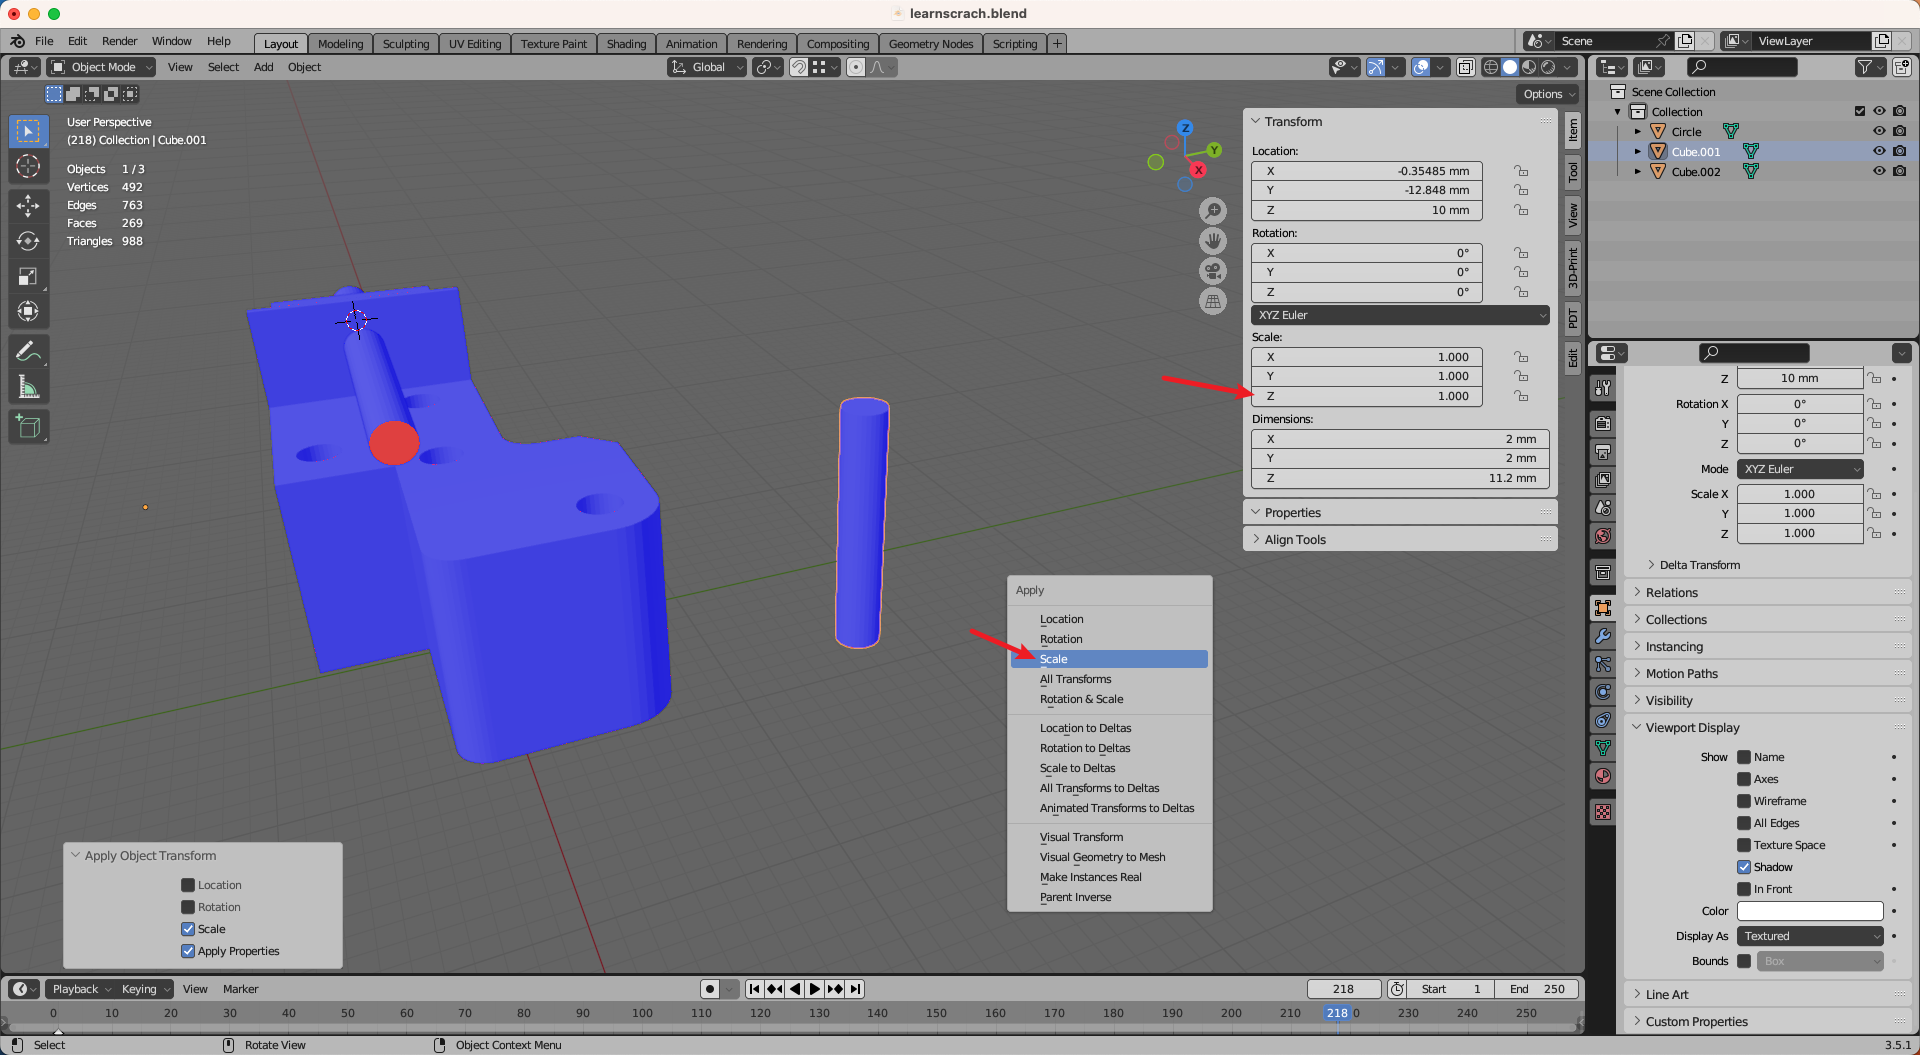 learnscrach.blend
File Edit Render Window Help Layout Modeling Sculpting UV Editing Texture Paint Shading Animation Rendering Compositing Geometry Nodes Scripting + Scene ViewLayer
Object Mode View Select Add Object Global
Options
User Perspective
(218) Collection | Cube.001
Objects 1 / 3
Vertices 492
Edges 763
Faces 269
Triangles 988
Z
Y
X
Transform
Location:
X -0.35485 mm
Y -12.848 mm
Z 10 mm
Rotation:
X 0°
Y 0°
Z 0°
XYZ Euler
Scale:
X 1.000
Y 1.000
Z 1.000
Dimensions:
X 2 mm
Y 2 mm
Z 11.2 mm
Properties
Align Tools
Item
Tool
View
3D-Print
PDT
Edit
Scene Collection
Collection
Circle
Cube.001
Cube.002
Z 10 mm
Rotation X 0°
Y 0°
Z 0°
Mode XYZ Euler
Scale X 1.000
Y 1.000
Z 1.000
Delta Transform
Relations
Collections
Instancing
Motion Paths
Visibility
Viewport Display
Show Name
Axes
Wireframe
All Edges
Texture Space
Shadow
In Front
Color
Display As Textured
Bounds Box
Line Art
Custom Properties
Apply
Location
Rotation
Scale
All Transforms
Rotation & Scale
Location to Deltas
Rotation to Deltas
Scale to Deltas
All Transforms to Deltas
Animated Transforms to Deltas
Visual Transform
Visual Geometry to Mesh
Make Instances Real
Parent Inverse
Apply Object Transform
Location
Rotation
Scale
Apply Properties
Playback Keying View Marker 218 Start 1 End 250
0 10 20 30 40 50 60 70 80 90 100 110 120 130 140 150 160 170 180 190 200 210 218 0 230 240 250
Select Rotate View Object Context Menu 3.5.1